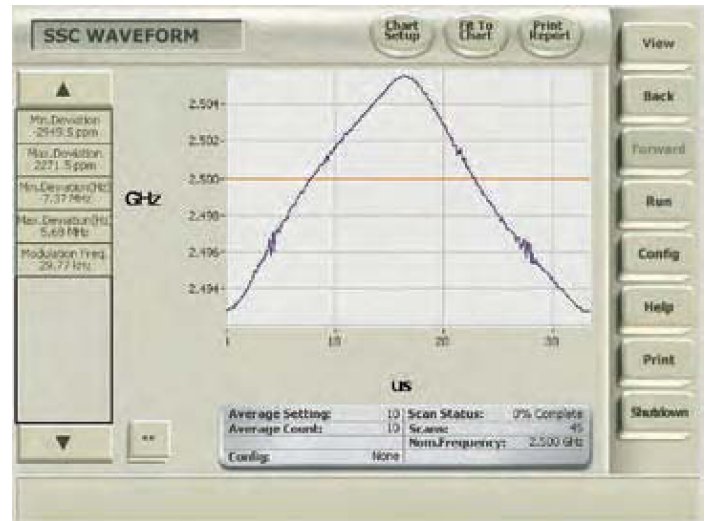 SSC WAVEFORM
Chart Setup
Fit To Chart
Print Report
View
Back
Forward
Run
Config
Help
Print
Shutdown
▲
Min.Deviation
-2949.5 ppm
Max.Deviation
2271.5 ppm
Min.Deviation(Hz)
7.37 MHz
Max.Deviation(Hz)
5.69 MHz
Modulation Freq.
29.77 kHz
▼
GHz
2.504
2.502
2.500
2.498
2.496
2.494
10
20
30
us
Average Setting: 10
Average Count: 10
Config: None
Scan Status: 0% Complete
Scans: 45
Nom.Frequency: 2.500 GHz